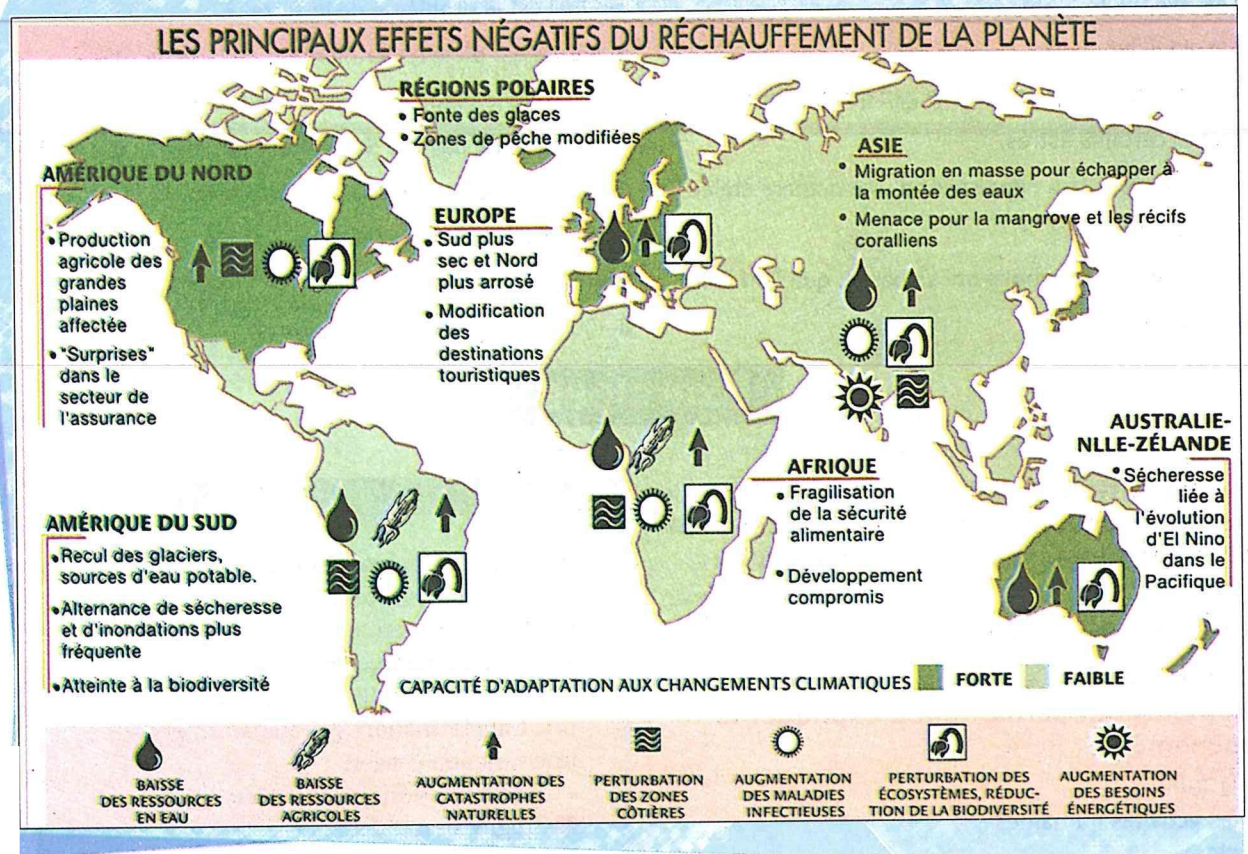 LES PRINCIPAUX EFFETS NÉGATIFS DU RÉCHAUFFEMENT DE LA PLANÈTE
RÉGIONS POLAIRES
• Fonte des glaces
• Zones de pêche modifiées
AMÉRIQUE DU NORD
• Production
agricole des
grandes
plaines
affectée
• "Surprises"
dans le
secteur de
l'assurance
EUROPE
• Sud plus
sec et Nord
plus arrosé
• Modification
des
destinations
touristiques
ASIE
• Migration en masse pour échapper à
la montée des eaux
• Menace pour la mangrove et les récifs
coralliens
AMÉRIQUE DU SUD
• Recul des glaciers,
sources d'eau potable.
• Alternance de sécheresse
et d'inondations plus
fréquente
• Atteinte à la biodiversité
AFRIQUE
• Fragilisation
de la sécurité
alimentaire
• Développement
compromis
AUSTRALIE-
NLLE-ZÉLANDE
• Sécheresse
liée à
l'évolution
d'El Nino
dans le
Pacifique
CAPACITÉ D'ADAPTATION AUX CHANGEMENTS CLIMATIQUES FORTE FAIBLE
BAISSE
DES RESSOURCES
EN EAU
BAISSE
DES RESSOURCES
AGRICOLES
AUGMENTATION DES
CATASTROPHES
NATURELLES
PERTURBATION
DES ZONES
CÔTIÈRES
AUGMENTATION
DES MALADIES
INFECTIEUSES
PERTURBATION DES
ÉCOSYSTÈMES, RÉDUC-
TION DE LA BIODIVERSITÉ
AUGMENTATION
DES BESOINS
ÉNERGÉTIQUES